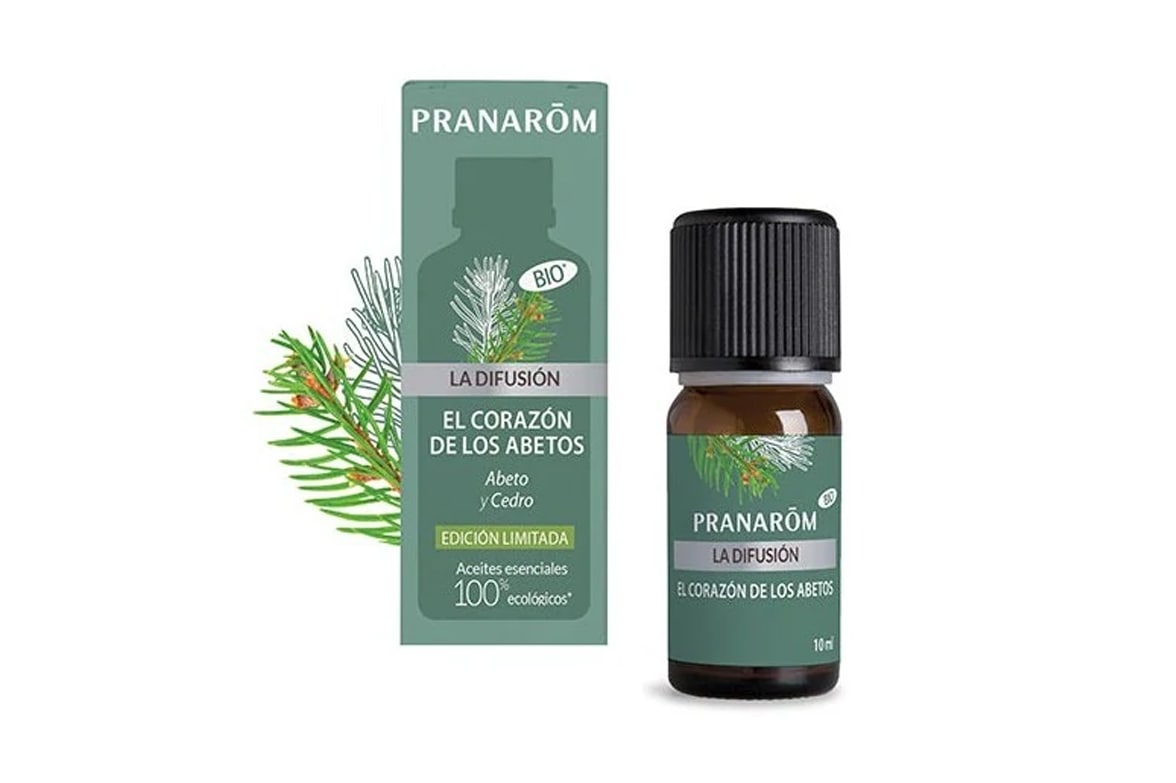 PRANARŌM
BIO*
LA DIFUSIÓN
EL CORAZÓN
DE LOS ABETOS
Abeto
y Cedro
EDICIÓN LIMITADA
Aceites esenciales
100% ecológicos*
BIO
PRANARŌM
LA DIFUSIÓN
EL CORAZÓN DE LOS ABETOS
10 ml